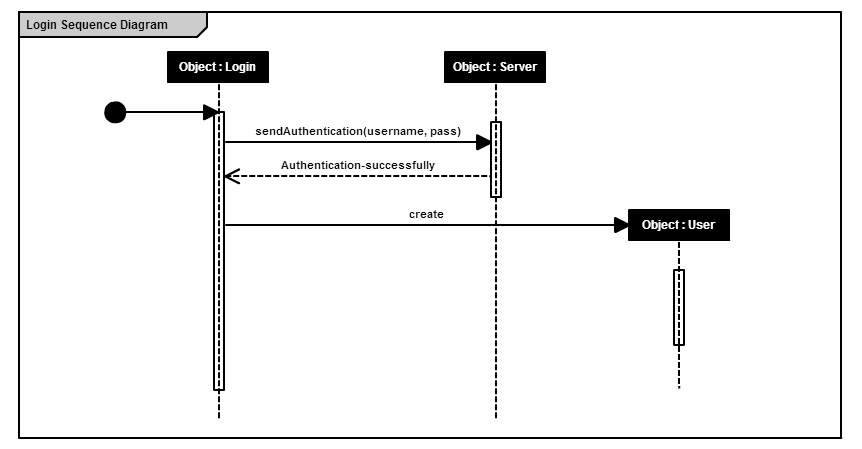 Login Sequence Diagram
Object : Login
Object : Server
sendAuthentication(username, pass)
Authentication-successfully
create
Object : User